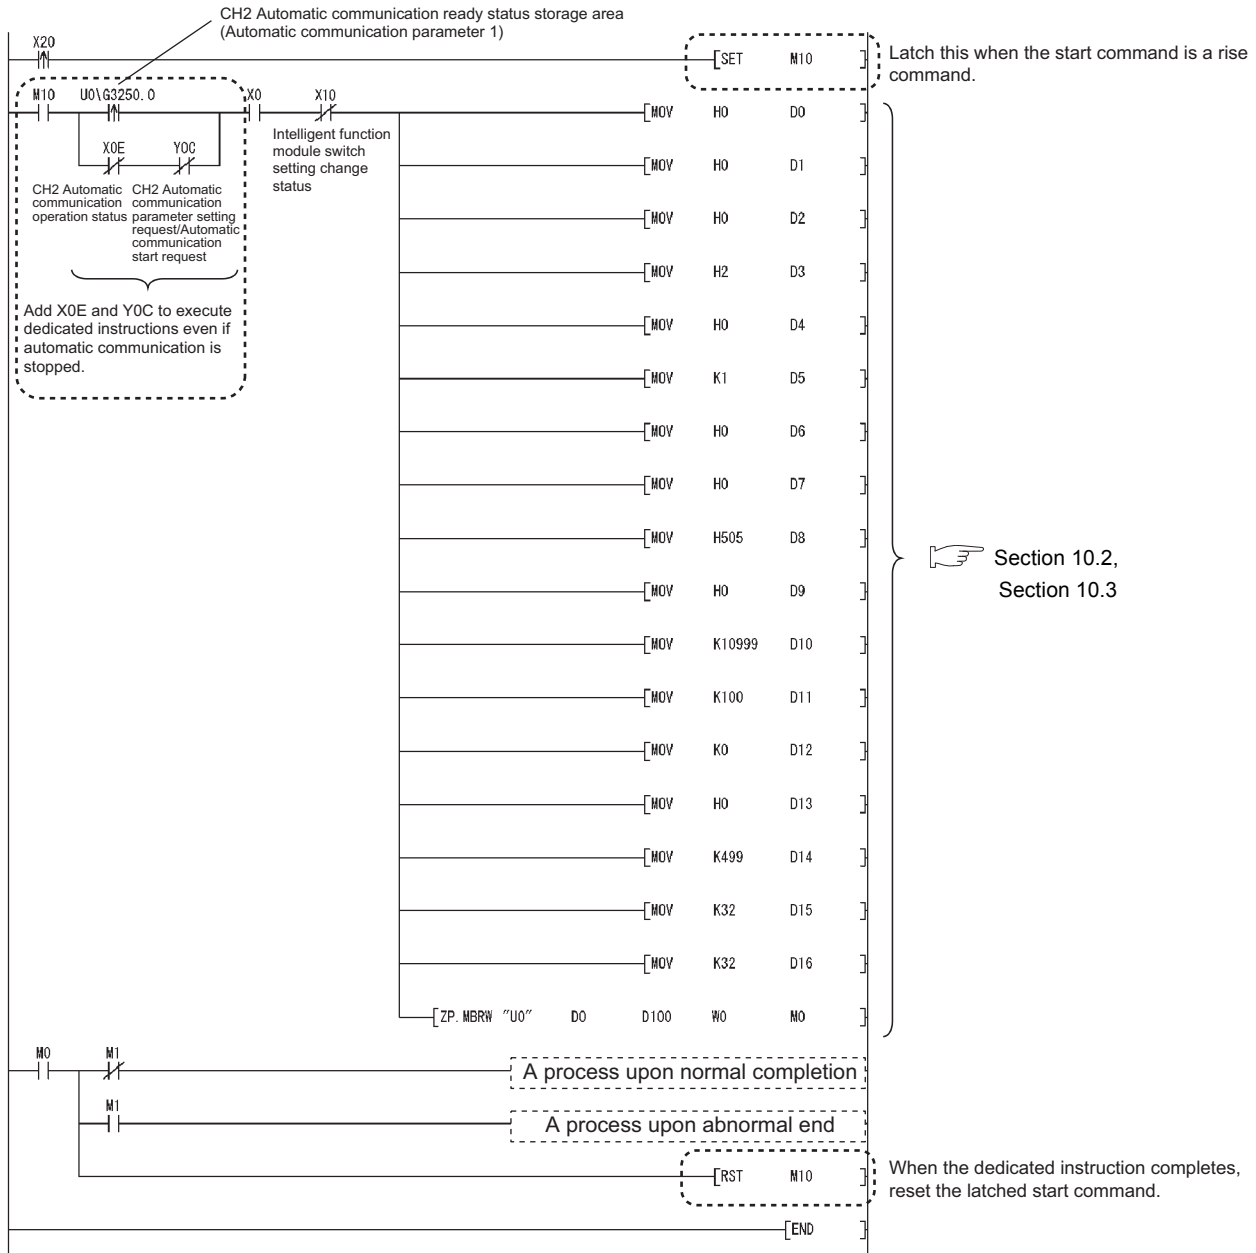 CH2 Automatic communication ready status storage area
(Automatic communication parameter 1)
X20
SET M10
Latch this when the start command is a rise
command.
M10 U0\G3250.0 X0 X10
MOV H0 D0
Intelligent function
module switch
setting change
status
X0E Y0C
MOV H0 D1
CH2 Automatic
communication
operation status
CH2 Automatic
communication
parameter setting
request/Automatic
communication
start request
MOV H0 D2
MOV H2 D3
Add X0E and Y0C to execute
dedicated instructions even if
automatic communication is
stopped.
MOV H0 D4
MOV K1 D5
MOV H0 D6
MOV H0 D7
MOV H505 D8
Section 10.2,
Section 10.3
MOV H0 D9
MOV K10999 D10
MOV K100 D11
MOV K0 D12
MOV H0 D13
MOV K499 D14
MOV K32 D15
MOV K32 D16
ZP.MBRW "U0" D0 D100 W0 M0
M0 M1
A process upon normal completion
M1
A process upon abnormal end
RST M10
When the dedicated instruction completes,
reset the latched start command.
END